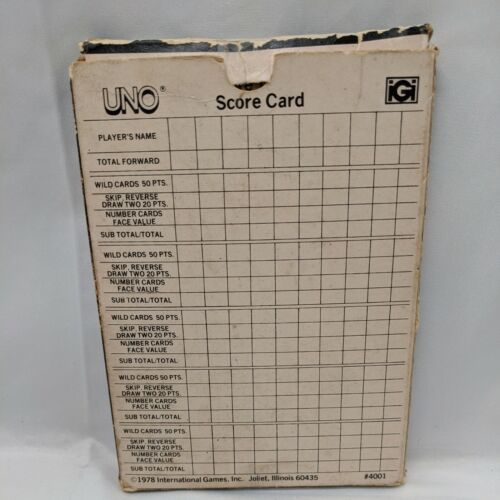 UNO®
Score Card
iGi
PLAYER'S NAME
TOTAL FORWARD
WILD CARDS 50 PTS.
SKIP, REVERSE
DRAW TWO 20 PTS.
NUMBER CARDS
FACE VALUE
SUB TOTAL/TOTAL
WILD CARDS 50 PTS.
SKIP, REVERSE
DRAW TWO 20 PTS.
NUMBER CARDS
FACE VALUE
SUB TOTAL/TOTAL
WILD CARDS 50 PTS.
SKIP, REVERSE
DRAW TWO 20 PTS.
NUMBER CARDS
FACE VALUE
SUB TOTAL/TOTAL
WILD CARDS 50 PTS.
SKIP, REVERSE
DRAW TWO 20 PTS.
NUMBER CARDS
FACE VALUE
SUB TOTAL/TOTAL
WILD CARDS 50 PTS.
SKIP, REVERSE
DRAW TWO 20 PTS.
NUMBER CARDS
FACE VALUE
SUB TOTAL/TOTAL
©1978 International Games, Inc. Joliet, Illinois 60435
#4001